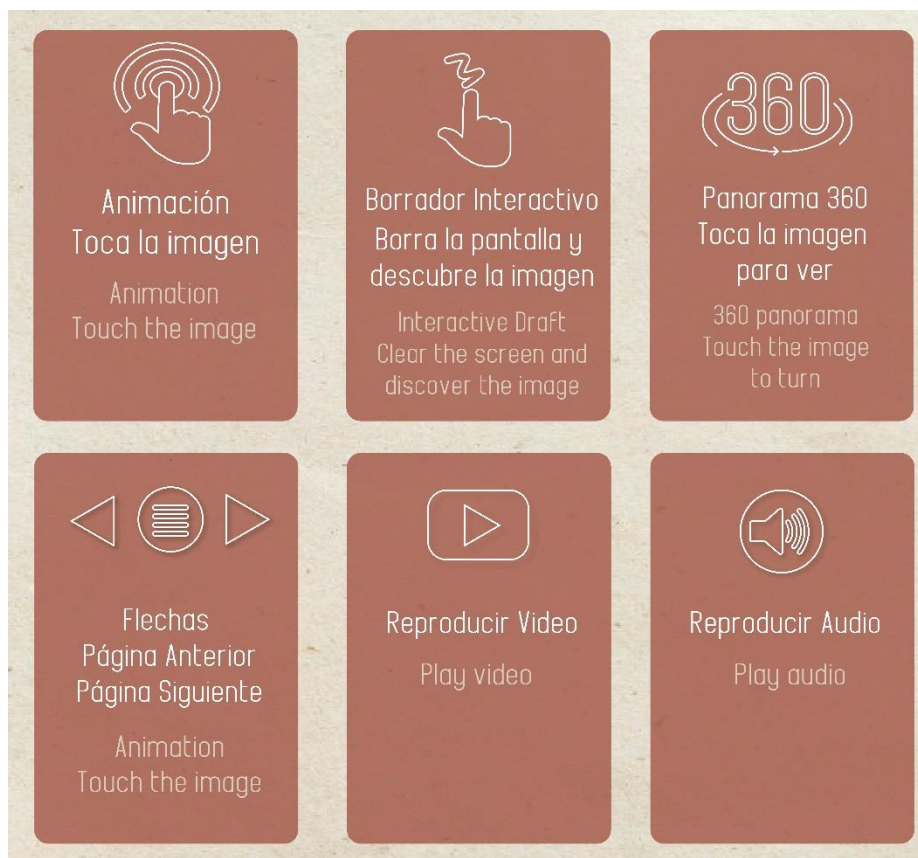 Animación
Toca la imagen
Animation
Touch the image
Borrador Interactivo
Borra la pantalla y
descubre la imagen
Interactive Draft
Clear the screen and
discover the image
360
Panorama 360
Toca la imagen
para ver
360 panorama
Touch the image
to turn
Flechas
Página Anterior
Página Siguiente
Animation
Touch the image
Reproducir Video
Play video
Reproducir Audio
Play audio